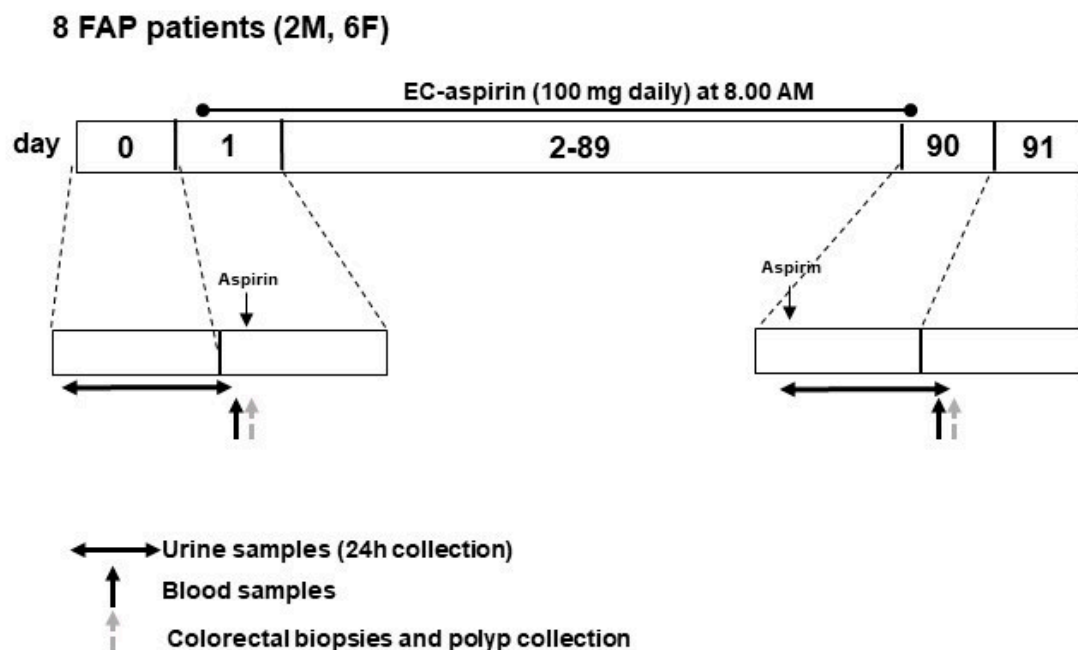 8 FAP patients (2M, 6F)
EC-aspirin (100 mg daily) at 8.00 AM
day 0 1 2-89 90 91
Aspirin Aspirin
Urine samples (24h collection)
Blood samples
Colorectal biopsies and polyp collection